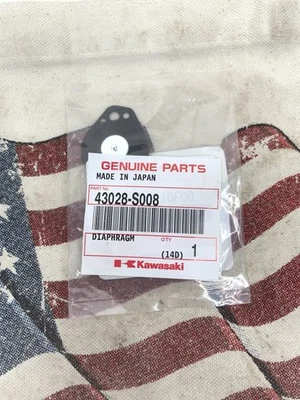 GENUINE PARTS
MADE IN JAPAN
PART No.
43028-S008
DIAPHRAGM
QTY
(14D) 1
Kawasaki